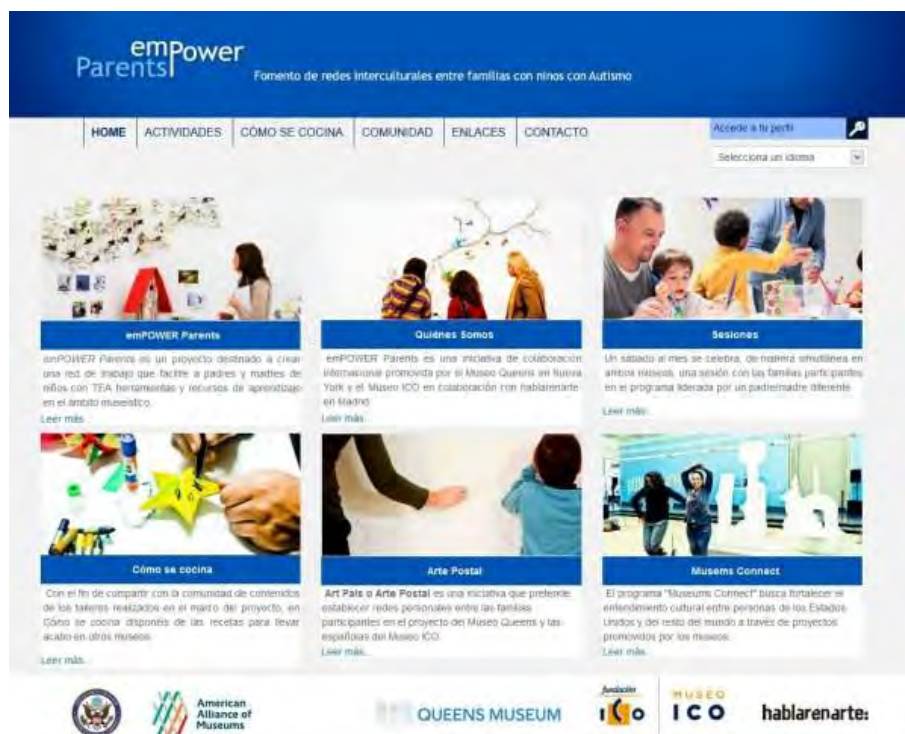 emPower
Parents
Fomento de redes interculturales entre familias con ninos con Autismo
HOME
ACTIVIDADES
CÓMO SE COCINA
COMUNIDAD
ENLACES
CONTACTO
Accede a tu perfil
Selecciona un idioma
emPOWER Parents
Quiénes Somos
Sesiones
emPOWER Parents es un proyecto destinado a crear
una red de trabajo que facilite a padres y madres de
niños con TEA herramientas y recursos de aprendizaje
en el ámbito museístico.
Leer más...
emPOWER Parents es una iniciativa de colaboración
internacional promovida por el Museo Queens en Nueva
York y el Museo ICO en colaboración con hablarenarte
en Madrid
Leer más...
Un sábado al mes se celebra, de manera simultánea en
ambos museos, una sesión con las familias participantes
en el programa liderada por un padre/madre diferente.
Leer más...
Cómo se cocina
Arte Postal
Musems Connect
Con el fin de compartir con la comunidad de contenidos
de los talleres realizados en el marco del proyecto, en
Cómo se cocina disponéis de las recetas para llevar
acabo en otros museos.
Leer más...
Art Pals o Arte Postal es una iniciativa que pretende
establecer redes personales entre las familias
participantes en el proyecto del Museo Queens y las
españolas del Museo ICO.
Leer más...
El programa "Museums Connect" busca fortalecer el
entendimiento cultural entre personas de los Estados
Unidos y del resto del mundo a través de proyectos
promovidos por los museos.
Leer más...
American
Alliance of
Museums
QUEENS MUSEUM
fundación
ICO
MUSEO
ICO
hablarenarte: